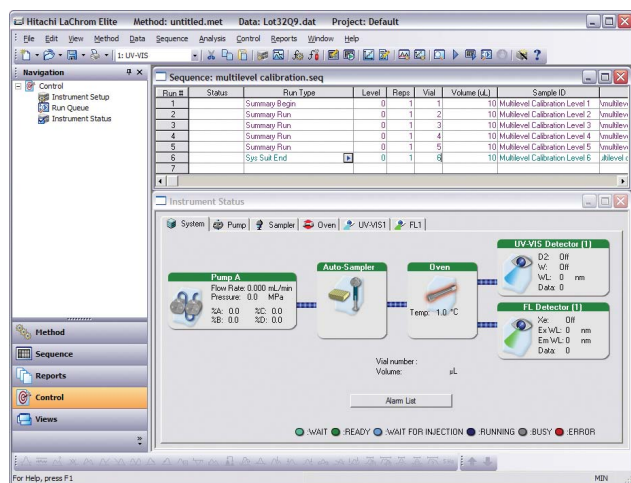 Hitachi LaChrom Elite Method: untitled.met Data: Lot32Q9.dat Project: Default
File Edit View Method Data Sequence Analysis Control Reports Window Help
1: UV-VIS
Navigation
Control
Instrument Setup
Run Queue
Instrument Status
Sequence: multilevel calibration.seq
Run # Status Run Type Level Reps Vial Volume (uL) Sample ID
1 Summary Begin 0 1 1 10 Multilevel Calibration Level 1 \multilev
2 Summary Run 0 1 2 10 Multilevel Calibration Level 2 \multilev
3 Summary Run 0 1 3 10 Multilevel Calibration Level 3 \multilev
4 Summary Run 0 1 4 10 Multilevel Calibration Level 4 \multilev
5 Summary Run 0 1 5 10 Multilevel Calibration Level 5 \multilev
6 Sys Suit End 0 1 6 10 Multilevel Calibration Level 6
7
Instrument Status
System Pump Sampler Oven UV-VIS1 FL1
Pump A
Flow Rate: 0.000 mL/min
Pressure: 0.0 MPa
%A: 0.0 %C: 0.0
%B: 0.0 %D: 0.0
Auto-Sampler
Oven
Temp: 1.0 °C
UV-VIS Detector (1)
D2: Off
W: Off
WL: 0 nm
Data: 0
FL Detector (1)
Xe: Off
Ex WL: 0 nm
Em WL: 0 nm
Data: 0
Vial number :
Volume: µL
Alarm List
:WAIT :READY :WAIT FOR INJECTION :RUNNING :BUSY :ERROR
Method
Sequence
Reports
Control
Views
For Help, press F1 MIN